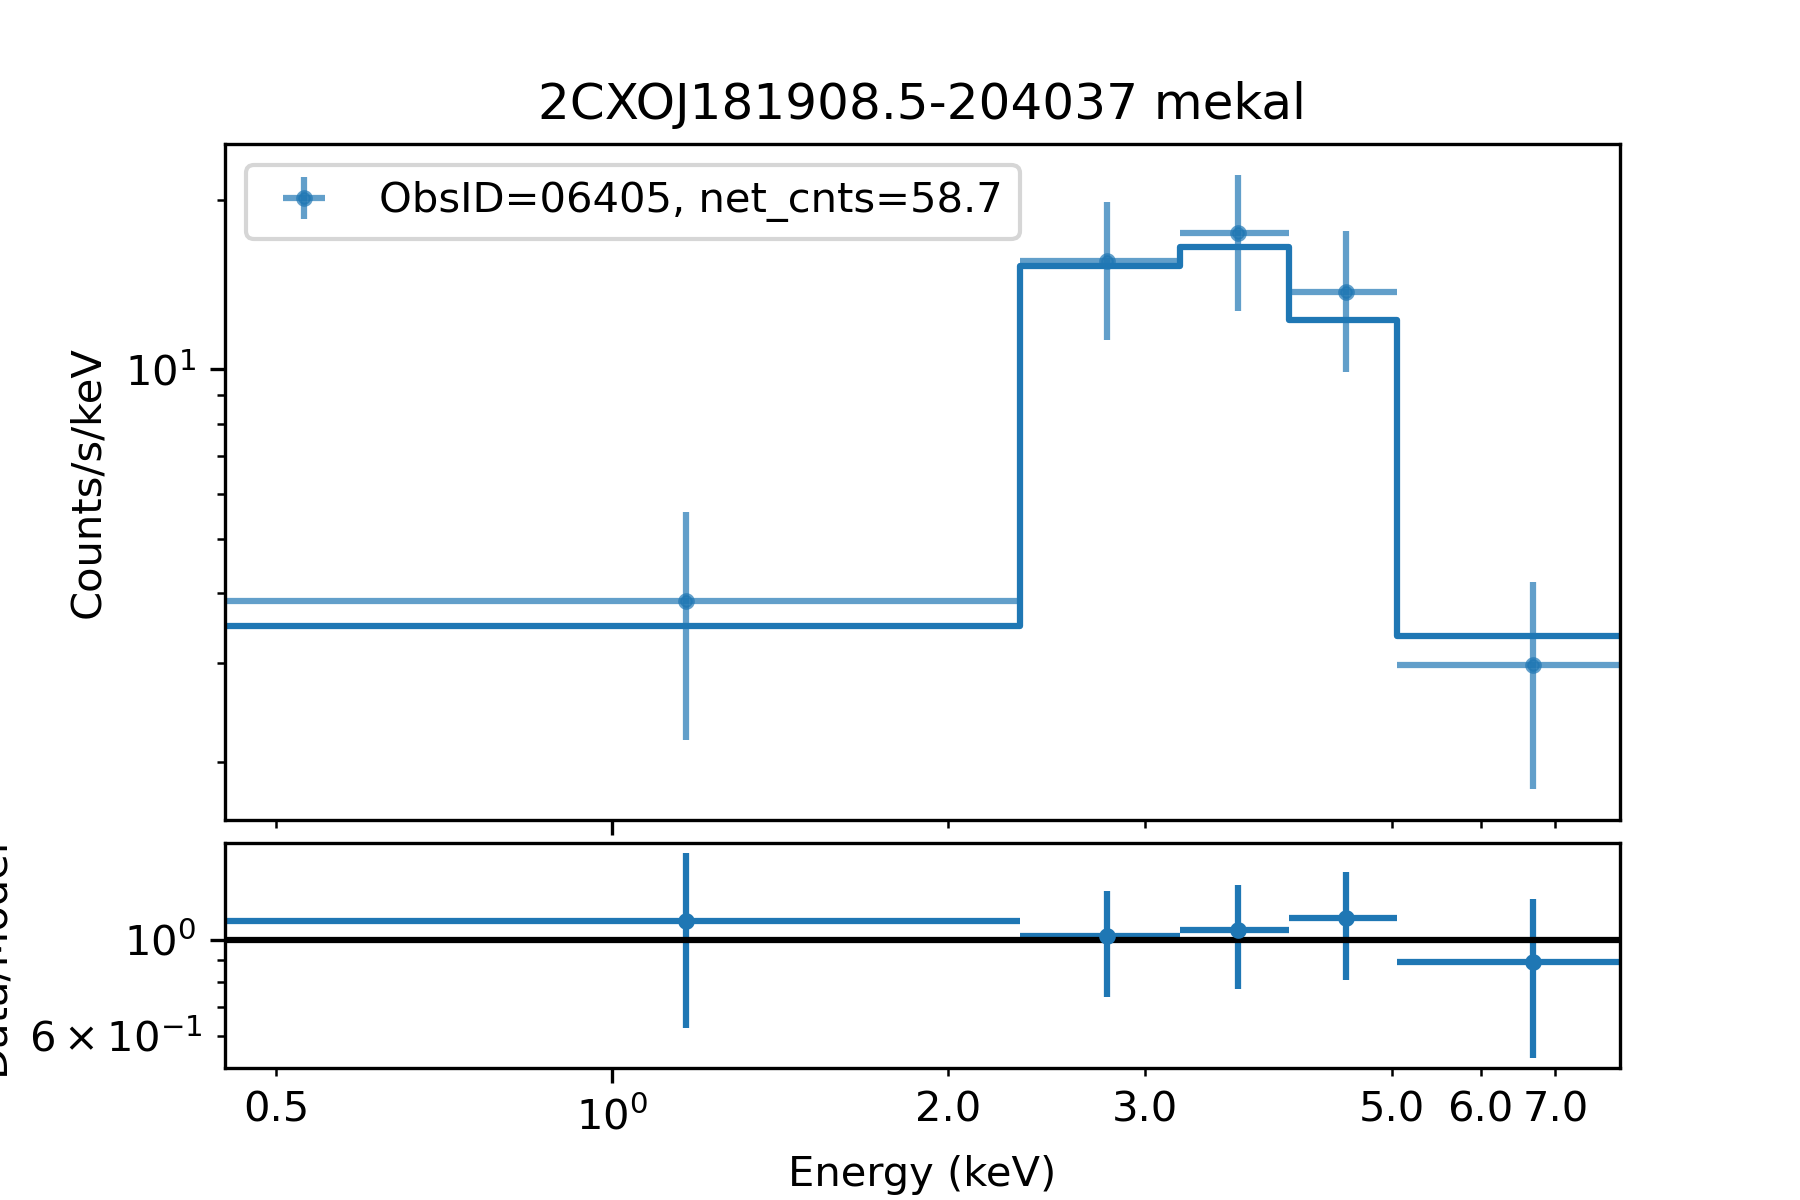 2CXOJ181908.5-204037 mekal
ObsID=06405, net_cnts=58.7
10¹
Counts/s/keV
10⁰
6 × 10⁻¹
0.5 10⁰ 2.0 3.0 5.0 6.0 7.0
Energy (keV)